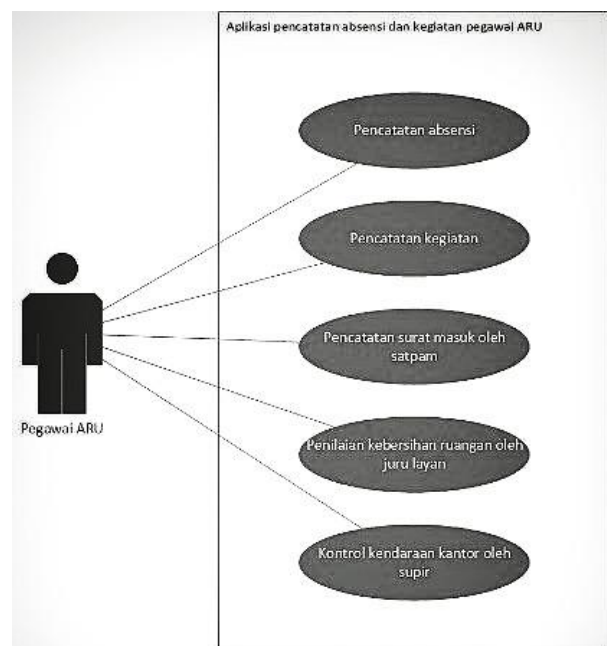 Aplikasi pencatatan absensi dan kegiatan pegawai ARU
Pencatatan absensi
Pencatatan kegiatan
Pencatatan surat masuk oleh
satpam
Pegawai ARU
Penilaian kebersihan ruangan oleh
juru layan
Kontrol kendaraan kantor oleh
supir